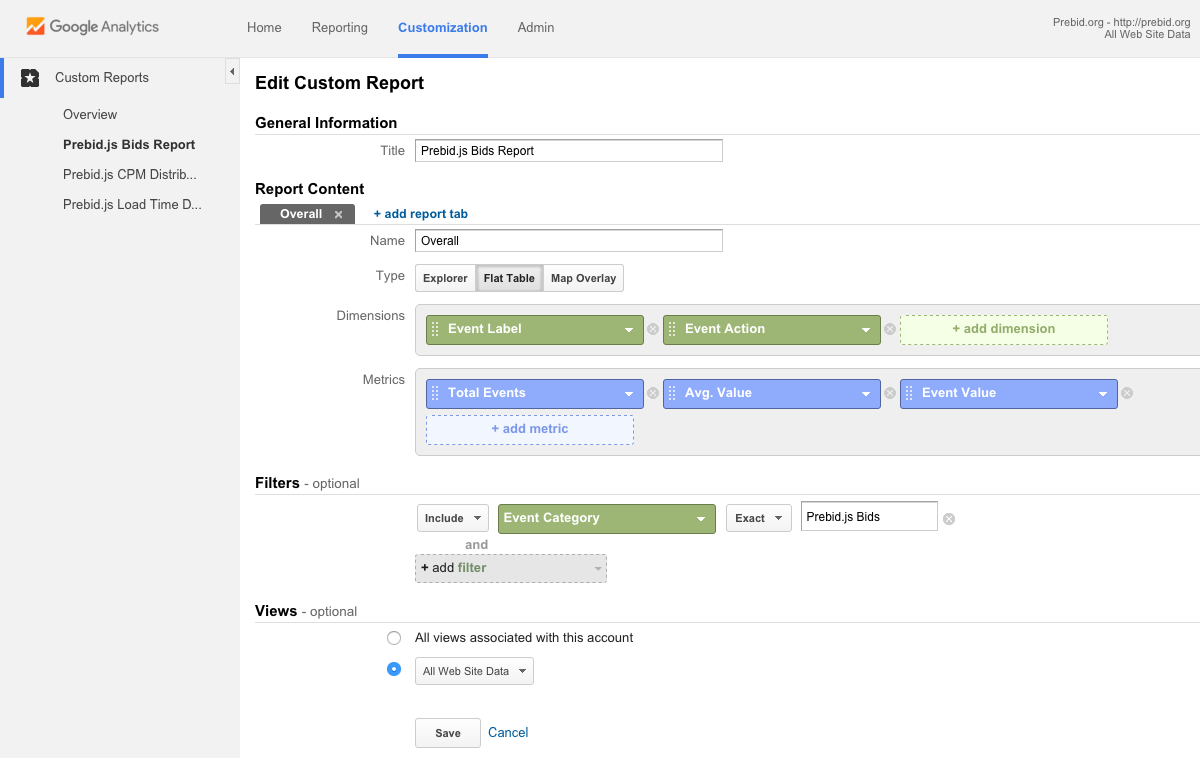 Google Analytics
Home Reporting Customization Admin
Prebid.org - http://prebid.org
All Web Site Data
Custom Reports
Overview
Prebid.js Bids Report
Prebid.js CPM Distrib...
Prebid.js Load Time D...
Edit Custom Report
General Information
Title Prebid.js Bids Report
Report Content
Overall + add report tab
Name Overall
Type Explorer Flat Table Map Overlay
Dimensions Event Label Event Action + add dimension
Metrics Total Events Avg. Value Event Value
+ add metric
Filters - optional
Include Event Category Exact Prebid.js Bids
and
+ add filter
Views - optional
All views associated with this account
All Web Site Data
Save Cancel